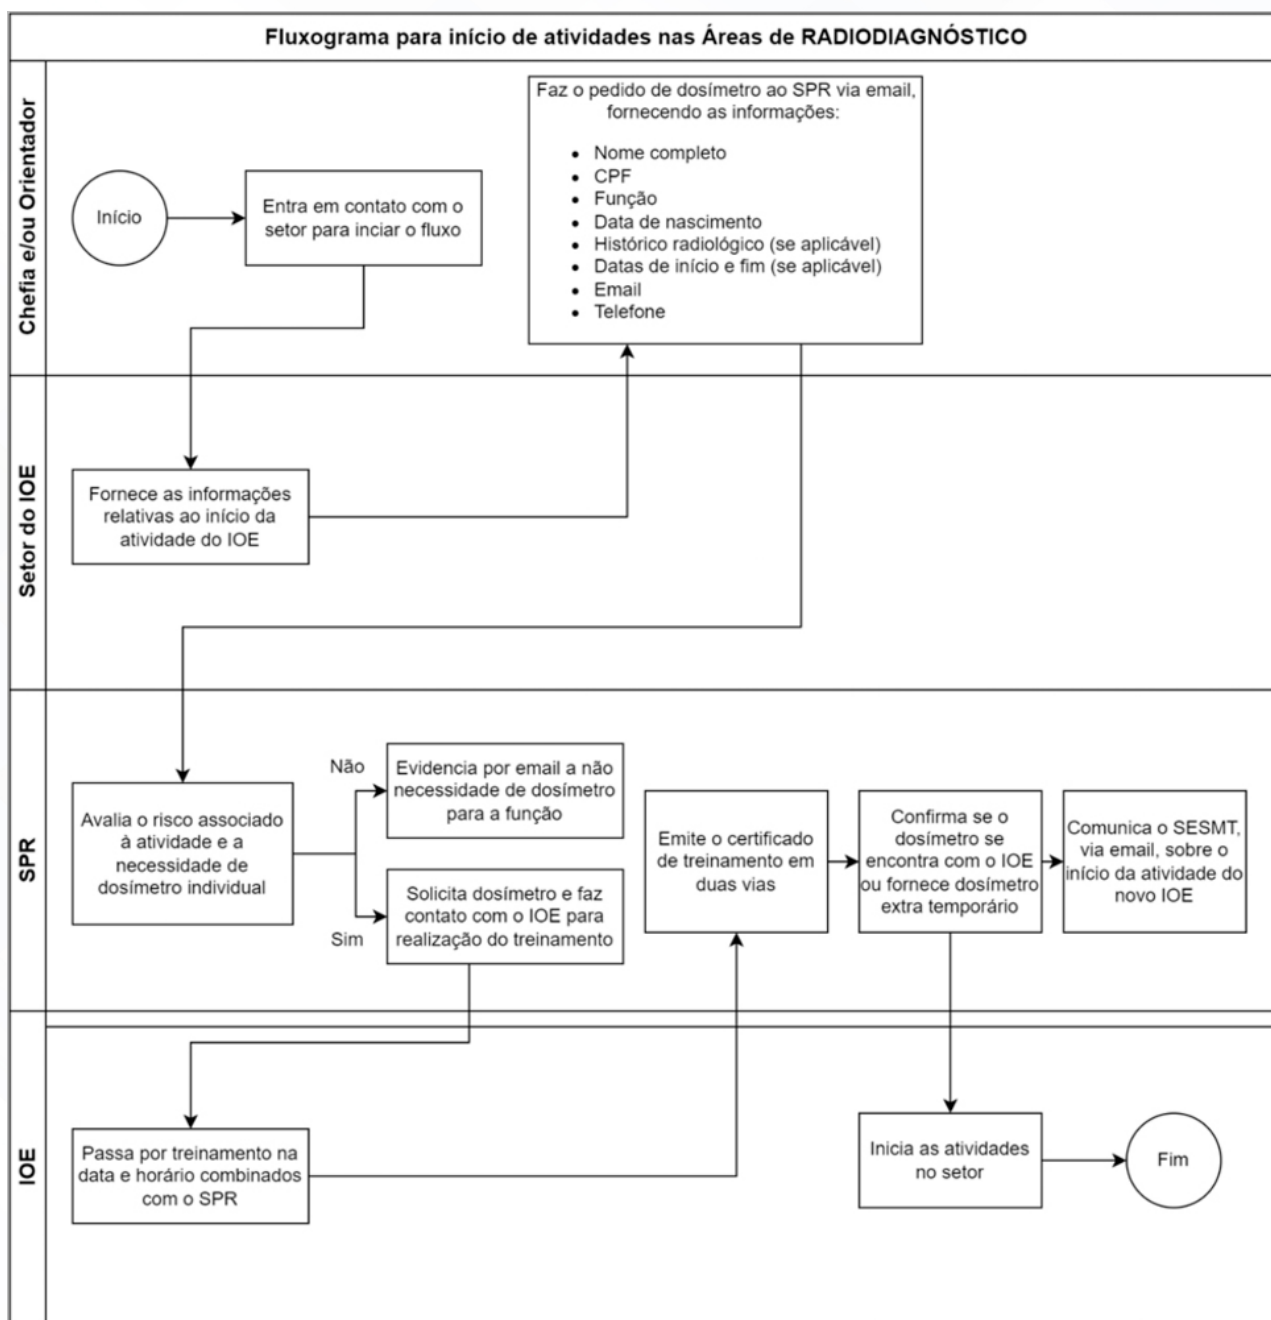 Fluxograma para início de atividades nas Áreas de RADIODIAGNÓSTICO
Chefia e/ou Orientador
Início
Entra em contato com o
setor para inciar o fluxo
Faz o pedido de dosímetro ao SPR via email,
fornecendo as informações:
• Nome completo
• CPF
• Função
• Data de nascimento
• Histórico radiológico (se aplicável)
• Datas de início e fim (se aplicável)
• Email
• Telefone
Setor do IOE
Fornece as informações
relativas ao início da
atividade do IOE
SPR
Avalia o risco associado
à atividade e a
necessidade de
dosímetro individual
Não
Evidencia por email a não
necessidade de dosímetro
para a função
Sim
Solicita dosímetro e faz
contato com o IOE para
realização do treinamento
Emite o certificado
de treinamento em
duas vias
Confirma se o
dosímetro se
encontra com o IOE
ou fornece dosímetro
extra temporário
Comunica o SESMT,
via email, sobre o
início da atividade do
novo IOE
IOE
Passa por treinamento na
data e horário combinados
com o SPR
Inicia as atividades
no setor
Fim